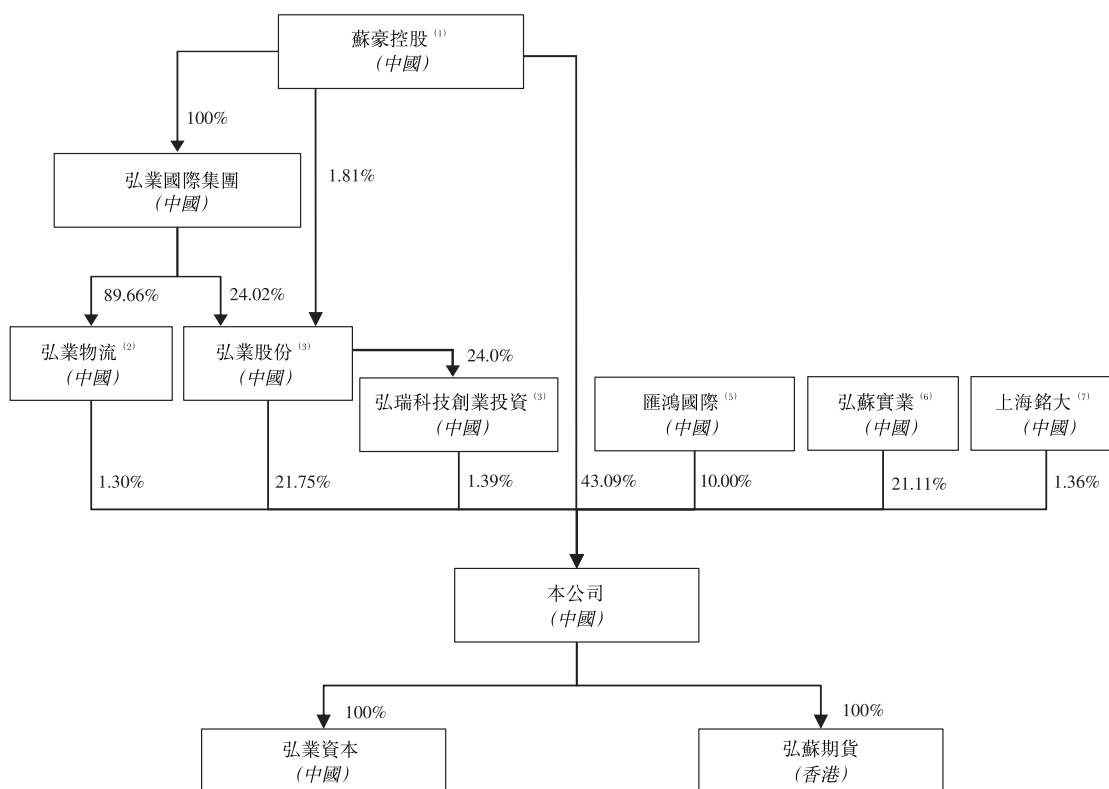 蘇豪控股 (1)
(中國)
100%
弘業國際集團
(中國)
1.81%
89.66%
24.02%
弘業物流 (2)
(中國)
弘業股份 (3)
(中國)
24.0%
弘瑞科技創業投資 (3)
(中國)
匯鴻國際 (5)
(中國)
弘蘇實業 (6)
(中國)
上海銘大 (7)
(中國)
1.30%
21.75%
1.39%
43.09%
10.00%
21.11%
1.36%
本公司
(中國)
100%
100%
弘業資本
(中國)
弘蘇期貨
(香港)